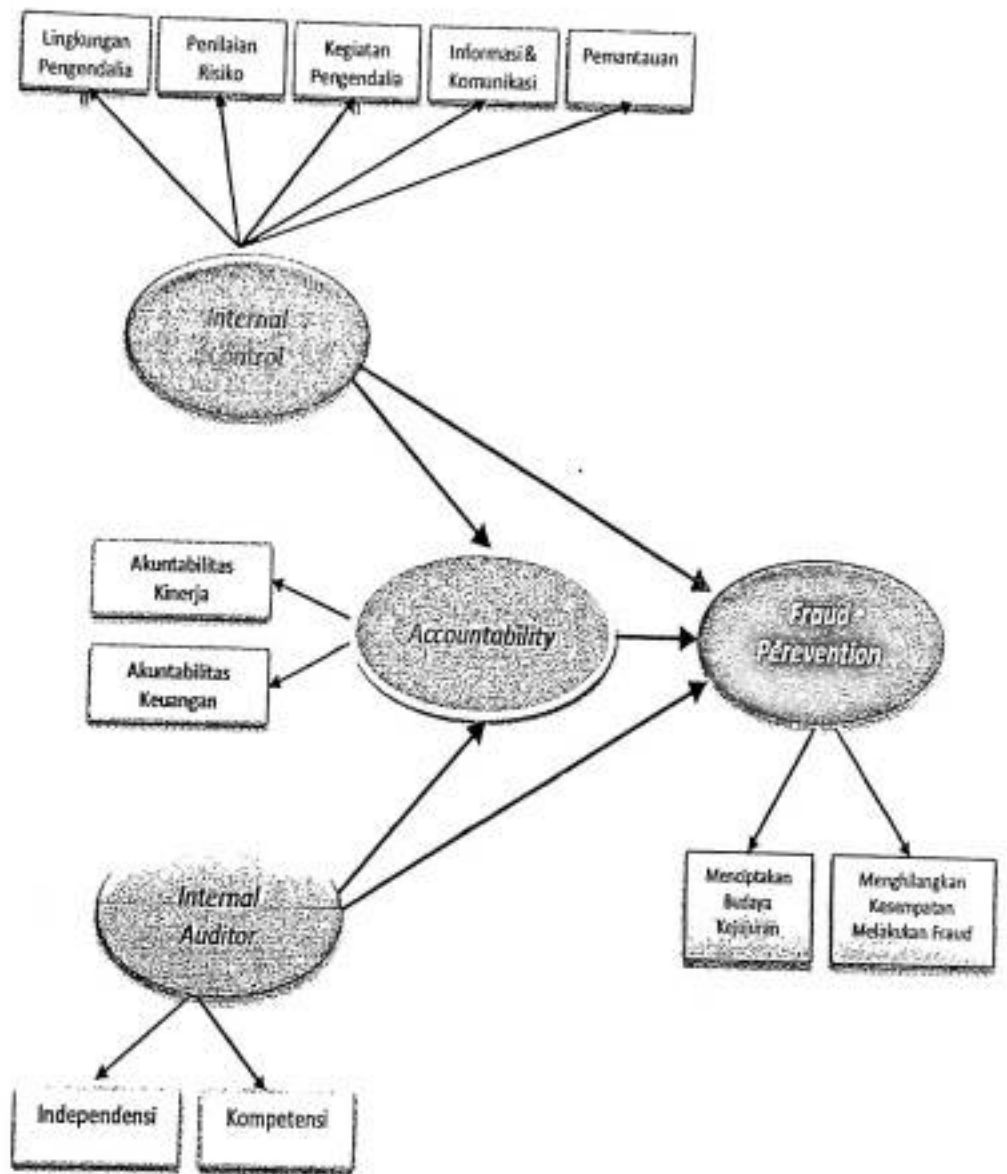 Lingkungan
Pengendalia
n
Penilaian
Risiko
Kegiatan
Pengendalia
n
Informasi &
Komunikasi
Pemantauan
Internal
Control
Akuntabilitas
Kinerja
Akuntabilitas
Keuangan
Accountability
Fraud
Perevention
Internal
Auditor
Menciptakan
Budaya
Kejujuran
Menghilangkan
Kesempatan
Melakukan Fraud
Independensi
Kompetensi